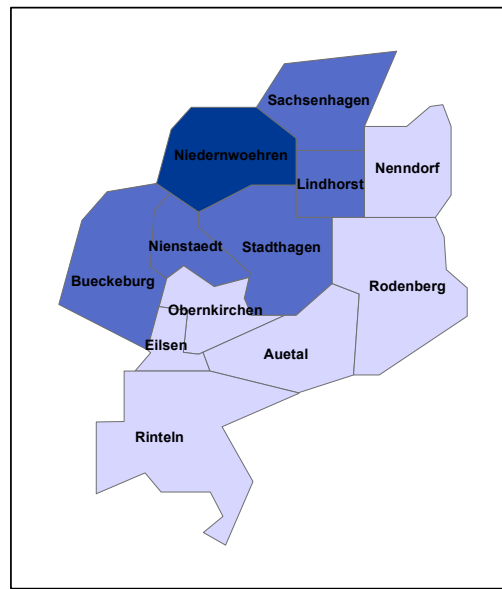 Sachsenhagen
Niedernwoehren
Nenndorf
Lindhorst
Nienstaedt
Stadthagen
Bueckeburg
Rodenberg
Obernkirchen
Eilsen
Auetal
Rinteln